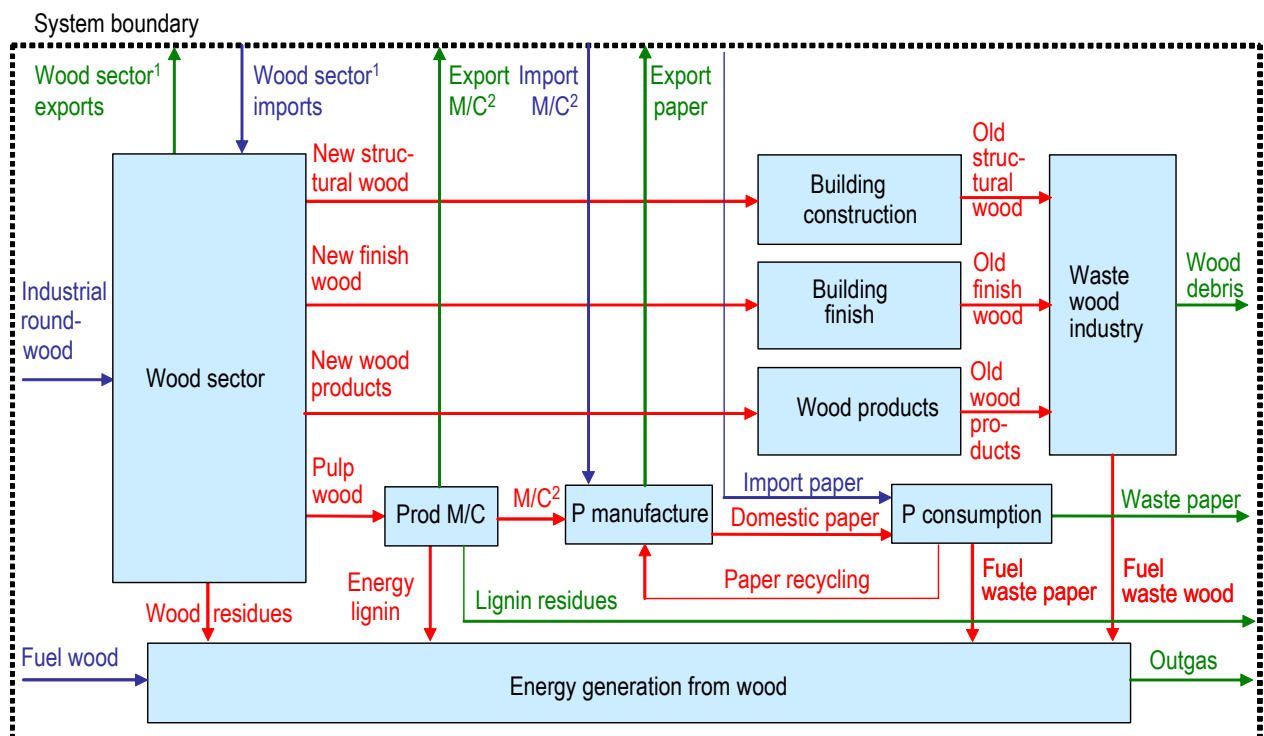 System boundary
Wood sector¹
exports
Wood sector¹
imports
Export
M/C²
Import
M/C²
Export
paper
New struc-
tural wood
Building
construction
Old
struc-
tural
wood
New finish
wood
Building
finish
Old
finish
wood
Waste
wood
industry
Wood
debris
Industrial
round-
wood
Wood sector
New wood
products
Wood products
Old
wood
pro-
ducts
Pulp
wood
Prod M/C
M/C²
P manufacture
Import paper
Domestic paper
P consumption
Waste paper
Paper recycling
Energy
lignin
Lignin residues
Fuel
waste paper
Fuel
waste wood
Wood residues
Fuel wood
Energy generation from wood
Outgas